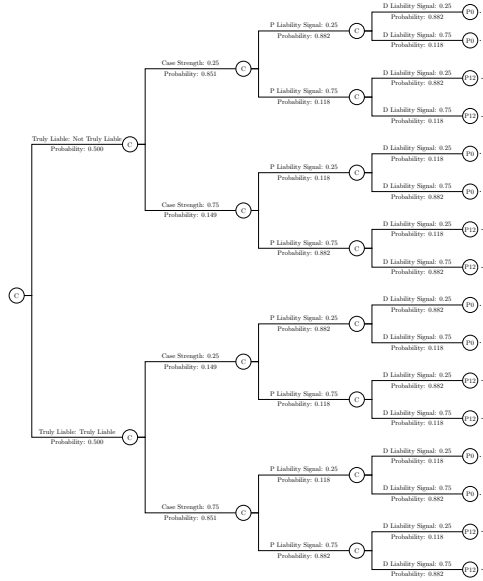 D Liability Signal: 0.25
Probability: 0.882
P0
P Liability Signal: 0.25
Probability: 0.882
C
D Liability Signal: 0.75
Probability: 0.118
P0
Case Strength: 0.25
Probability: 0.851
C
D Liability Signal: 0.25
Probability: 0.882
P12
P Liability Signal: 0.75
Probability: 0.118
C
D Liability Signal: 0.75
Probability: 0.118
P12
Truly Liable: Not Truly Liable
Probability: 0.500
C
D Liability Signal: 0.25
Probability: 0.118
P0
P Liability Signal: 0.25
Probability: 0.118
C
D Liability Signal: 0.75
Probability: 0.882
P0
Case Strength: 0.75
Probability: 0.149
C
D Liability Signal: 0.25
Probability: 0.118
P12
P Liability Signal: 0.75
Probability: 0.882
C
D Liability Signal: 0.75
Probability: 0.882
P12
C
D Liability Signal: 0.25
Probability: 0.882
P0
P Liability Signal: 0.25
Probability: 0.882
C
D Liability Signal: 0.75
Probability: 0.118
P0
Case Strength: 0.25
Probability: 0.149
C
D Liability Signal: 0.25
Probability: 0.882
P12
P Liability Signal: 0.75
Probability: 0.118
C
D Liability Signal: 0.75
Probability: 0.118
P12
Truly Liable: Truly Liable
Probability: 0.500
C
D Liability Signal: 0.25
Probability: 0.118
P0
P Liability Signal: 0.25
Probability: 0.118
C
D Liability Signal: 0.75
Probability: 0.882
P0
Case Strength: 0.75
Probability: 0.851
C
D Liability Signal: 0.25
Probability: 0.118
P12
P Liability Signal: 0.75
Probability: 0.882
C
D Liability Signal: 0.75
Probability: 0.882
P12